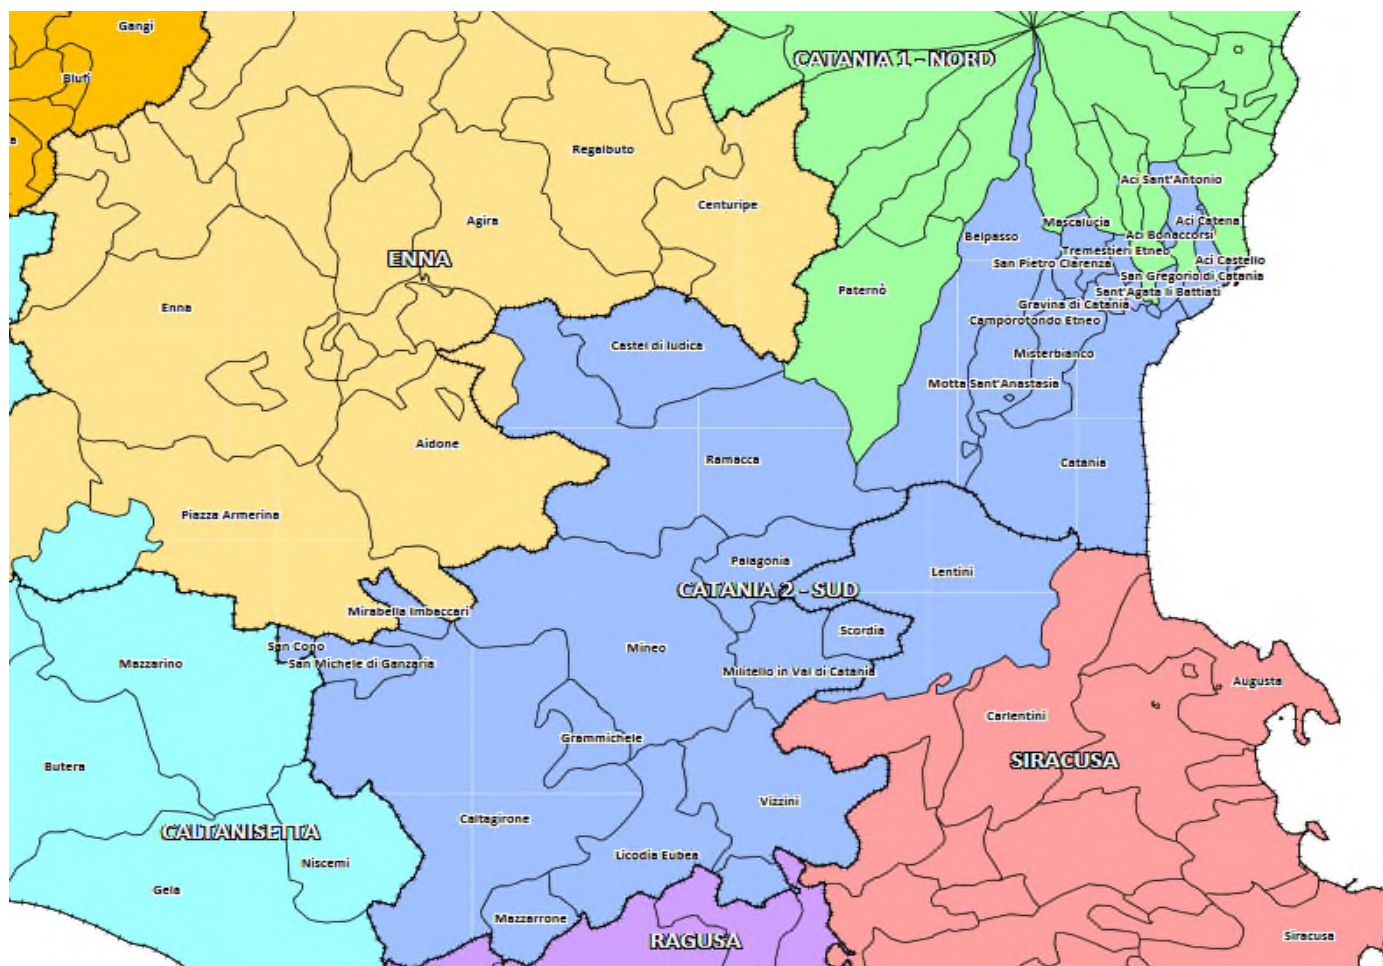 Gangi
CATANIA 1 - NORD
Blufi
a
Regalbuto
Aci Sant'Antonio
Centuripe
Agira
Mascalucia
Aci Catena
Belpasso
Aci Bonaccorsi
Tremestieri Etneo
ENNA
San Pietro Clarenza
Aci Castello
San Gregorio di Catania
Paternò
Sant'Agata li Battiati
Enna
Gravina di Catania
Camporotondo Etneo
Castel di Iudica
Misterbianco
Motta Sant'Anastasia
Aidone
Ramacca
Catania
Piazza Armerina
Palagonia
Lentini
CATANIA 2 - SUD
Mirabella Imbaccari
Scordia
San Cono
Mineo
Mazzarino
San Michele di Ganzaria
Militello in Val di Catania
Augusta
Carlentini
Grammichele
SIRACUSA
Butera
Vizzini
Caltagirone
CALTANISETTA
Licodia Eubea
Niscemi
Gela
Mazzarrone
RAGUSA
Siracusa